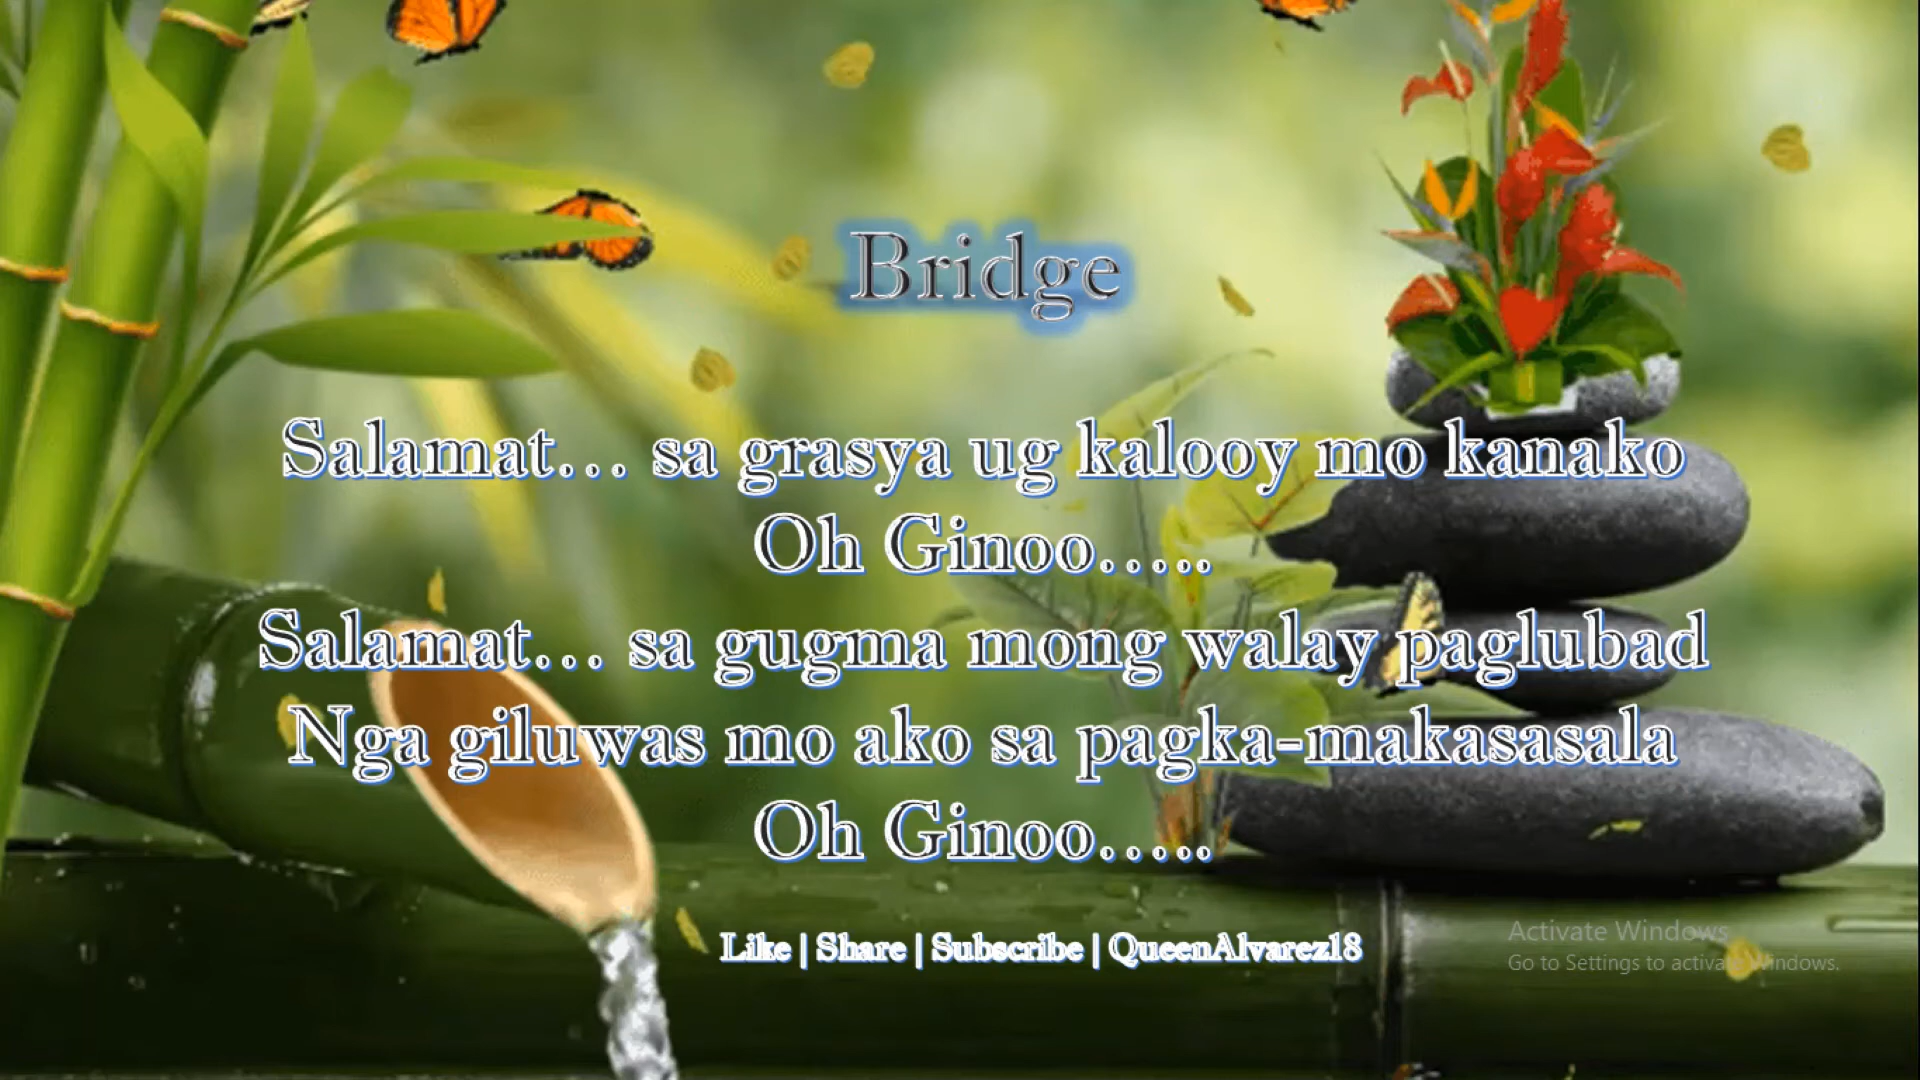 Bridge
Salamat... sa grasya ug kalooy mo kanako
Oh Ginoo.....
Salamat... sa gugma mong walay paglubad
Nga giluwas mo ako sa pagka-makasasala
Oh Ginoo.....
Like | Share | Subscribe | QueenAlvarez18
Activate Windows
Go to Settings to activate Windows.